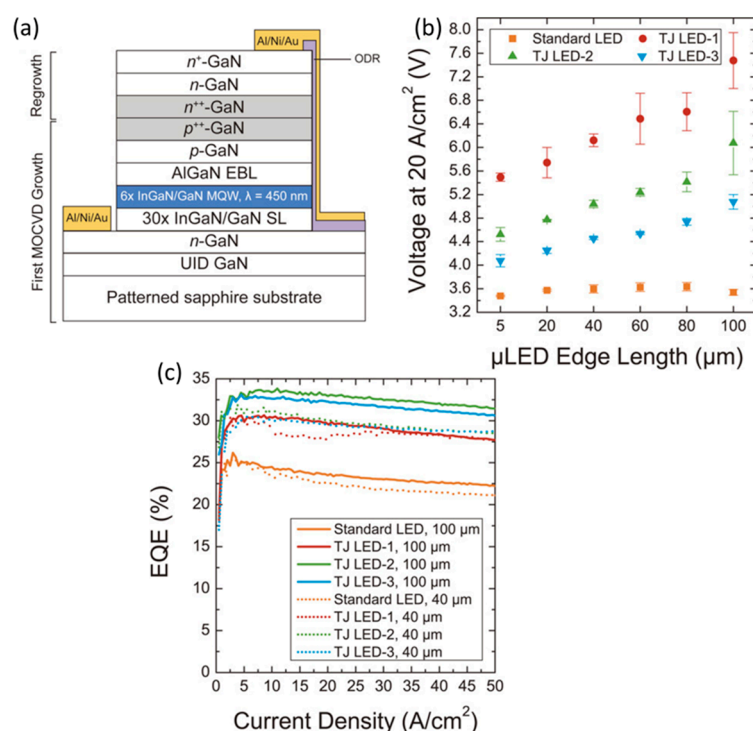 (a)
Al/Ni/Au
ODR
n⁺-GaN
n-GaN
n⁺⁺-GaN
p⁺⁺-GaN
p-GaN
AlGaN EBL
6x InGaN/GaN MQW, λ = 450 nm
30x InGaN/GaN SL
Al/Ni/Au
n-GaN
UID GaN
Patterned sapphire substrate
Regrowth
First MOCVD Growth
(b)
Standard LED
TJ LED-1
TJ LED-2
TJ LED-3
Voltage at 20 A/cm² (V)
8.0
7.6
7.2
6.8
6.4
6.0
5.6
5.2
4.8
4.4
4.0
3.6
3.2
5 20 40 60 80 100
µLED Edge Length (µm)
(c)
EQE (%)
35
30
25
20
15
10
5
0
Standard LED, 100 µm
TJ LED-1, 100 µm
TJ LED-2, 100 µm
TJ LED-3, 100 µm
Standard LED, 40 µm
TJ LED-1, 40 µm
TJ LED-2, 40 µm
TJ LED-3, 40 µm
0 5 10 15 20 25 30 35 40 45 50
Current Density (A/cm²)